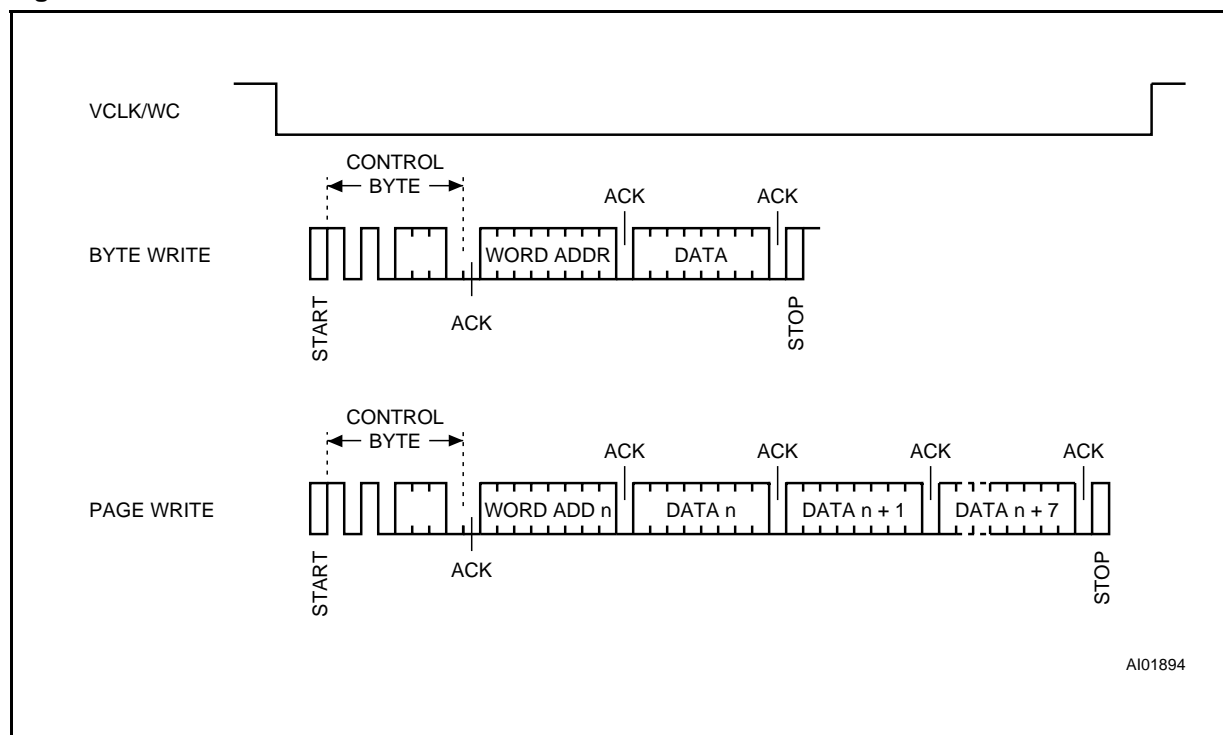 VCLK/WC
CONTROL
BYTE
ACK
ACK
BYTE WRITE
WORD ADDR
DATA
START
ACK
STOP
CONTROL
BYTE
ACK
ACK
ACK
ACK
PAGE WRITE
WORD ADD n
DATA n
DATA n + 1
DATA n + 7
START
ACK
STOP
AI01894